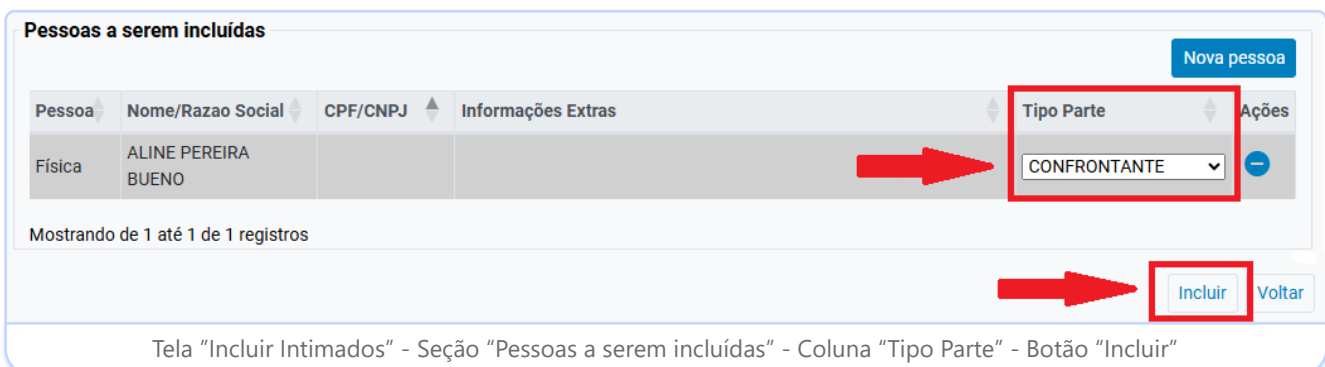 Pessoas a serem incluídas
Nova pessoa
Pessoa Nome/Razao Social CPF/CNPJ Informações Extras Tipo Parte Ações
Física ALINE PEREIRA BUENO CONFRONTANTE
Mostrando de 1 até 1 de 1 registros
Incluir Voltar
Tela "Incluir Intimados" - Seção "Pessoas a serem incluídas" - Coluna "Tipo Parte" - Botão "Incluir"